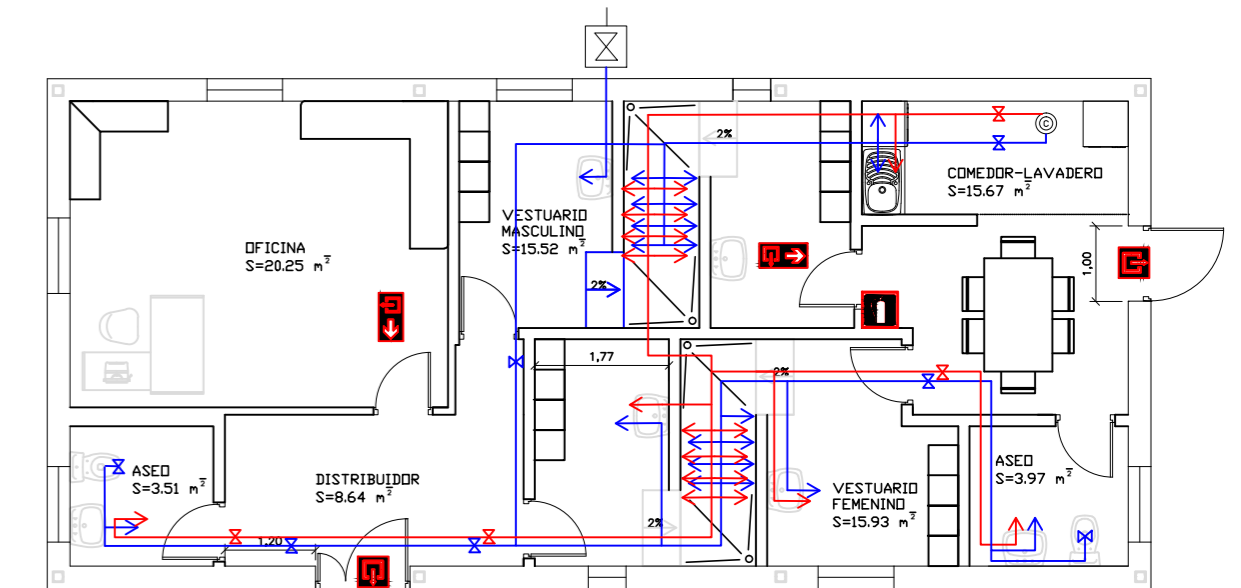 2%
COMEDOR-LAVADERO
S=15.67 m²
C
VESTUARIO
MASCULINO
S=15.52 m²
OFICINA
S=20.25 m²
1,00
2%
1,77
2%
ASEO
S=3.51 m²
DISTRIBUIDOR
S=8.64 m²
ASEO
S=3.97 m²
VESTUARIO
FEMENINO
S=15.93 m²
2%
1,20